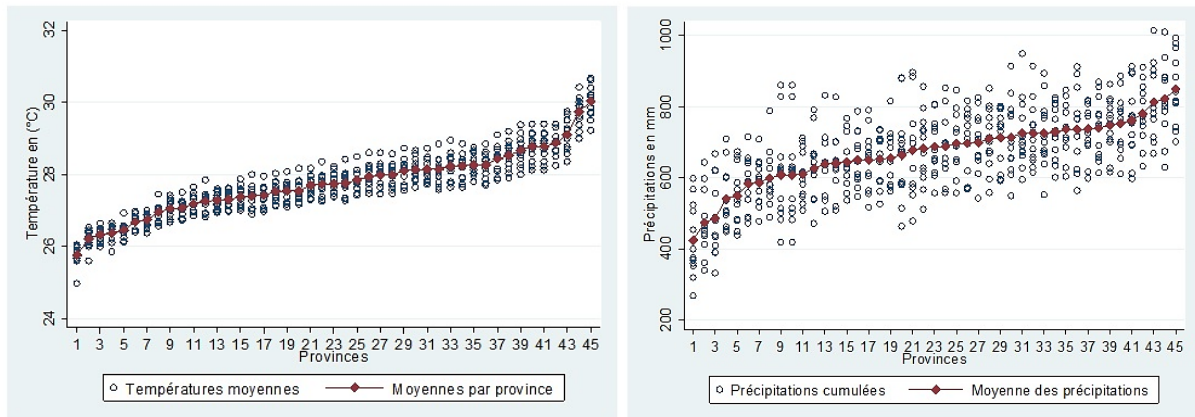 Température en (°C)
32
30
28
26
24
1 3 5 7 9 11 13 15 17 19 21 23 25 27 29 31 33 35 37 39 41 43 45
Provinces
Températures moyennes
Moyennes par province
Précipitations en mm
1000
800
600
400
200
1 3 5 7 9 11 13 15 17 19 21 23 25 27 29 31 33 35 37 39 41 43 45
Provinces
Précipitations cumulées
Moyenne des précipitations